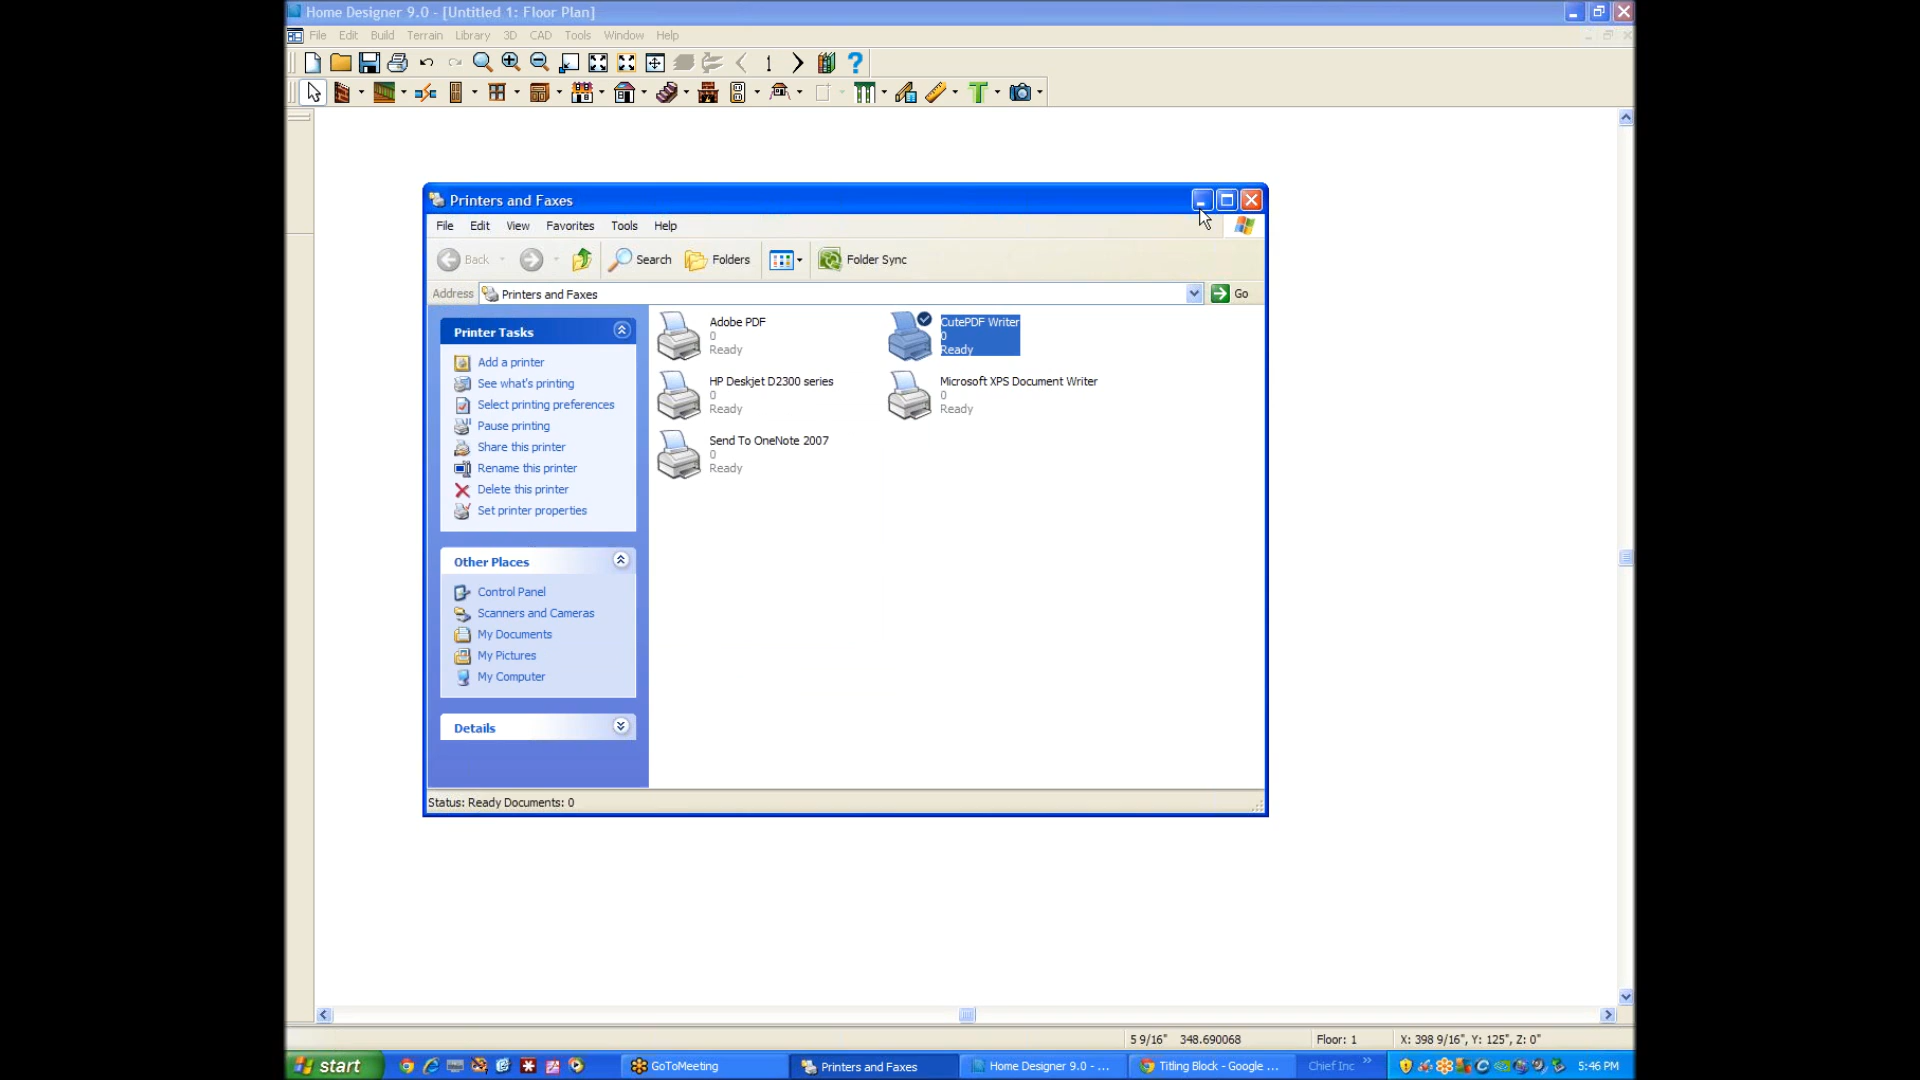 Home Designer 9.0 - [Untitled 1: Floor Plan]
File Edit Build Terrain Library 3D CAD Tools Window Help
1
Printers and Faxes
File Edit View Favorites Tools Help
Back Search Folders Folder Sync
Address Printers and Faxes Go
Printer Tasks
Add a printer
See what's printing
Select printing preferences
Pause printing
Share this printer
Rename this printer
Delete this printer
Set printer properties
Other Places
Control Panel
Scanners and Cameras
My Documents
My Pictures
My Computer
Details
Adobe PDF
0
Ready
CutePDF Writer
0
Ready
HP Deskjet D2300 series
0
Ready
Microsoft XPS Document Writer
0
Ready
Send To OneNote 2007
0
Ready
Status: Ready Documents: 0
5 9/16" 348.690068 Floor: 1 X: 398 9/16", Y: 125", Z: 0"
start GoToMeeting Printers and Faxes Home Designer 9.0 - ... Titling Block - Google ... Chief Inc 5:46 PM